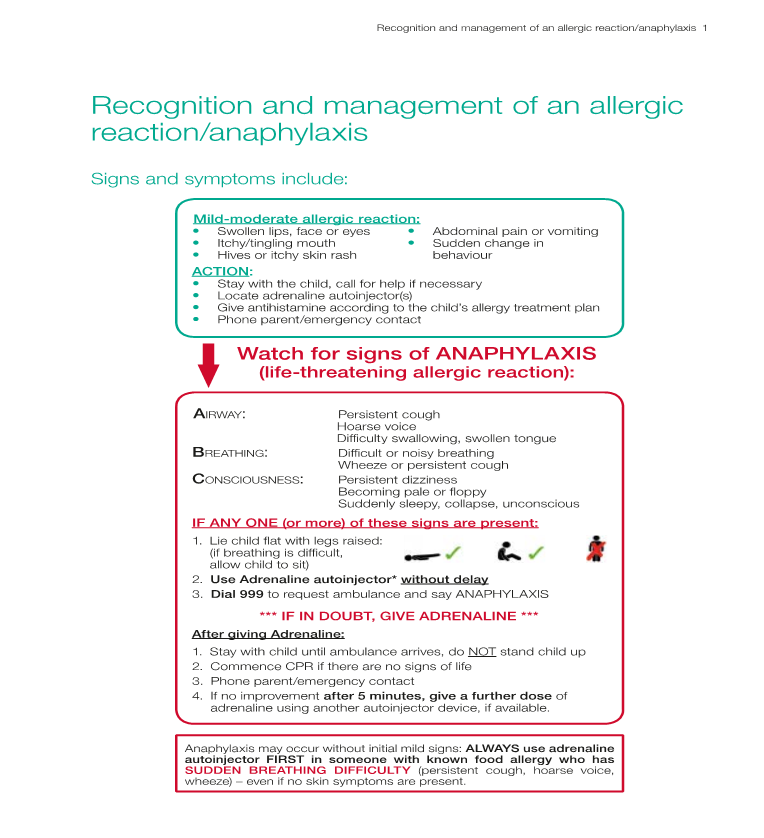 Recognition and management of an allergic reaction/anaphylaxis 1
Recognition and management of an allergic
reaction/anaphylaxis
Signs and symptoms include:
Mild-moderate allergic reaction:
• Swollen lips, face or eyes
• Itchy/tingling mouth
• Hives or itchy skin rash
• Abdominal pain or vomiting
• Sudden change in
behaviour
ACTION:
• Stay with the child, call for help if necessary
• Locate adrenaline autoinjector(s)
• Give antihistamine according to the child's allergy treatment plan
• Phone parent/emergency contact
Watch for signs of ANAPHYLAXIS
(life-threatening allergic reaction):
AIRWAY: Persistent cough
Hoarse voice
Difficulty swallowing, swollen tongue
BREATHING: Difficult or noisy breathing
Wheeze or persistent cough
CONSCIOUSNESS: Persistent dizziness
Becoming pale or floppy
Suddenly sleepy, collapse, unconscious
IF ANY ONE (or more) of these signs are present:
1. Lie child flat with legs raised:
(if breathing is difficult,
allow child to sit)
2. Use Adrenaline autoinjector* without delay
3. Dial 999 to request ambulance and say ANAPHYLAXIS
*** IF IN DOUBT, GIVE ADRENALINE ***
After giving Adrenaline:
1. Stay with child until ambulance arrives, do NOT stand child up
2. Commence CPR if there are no signs of life
3. Phone parent/emergency contact
4. If no improvement after 5 minutes, give a further dose of
adrenaline using another autoinjector device, if available.
Anaphylaxis may occur without initial mild signs: ALWAYS use adrenaline
autoinjector FIRST in someone with known food allergy who has
SUDDEN BREATHING DIFFICULTY (persistent cough, hoarse voice,
wheeze) – even if no skin symptoms are present.